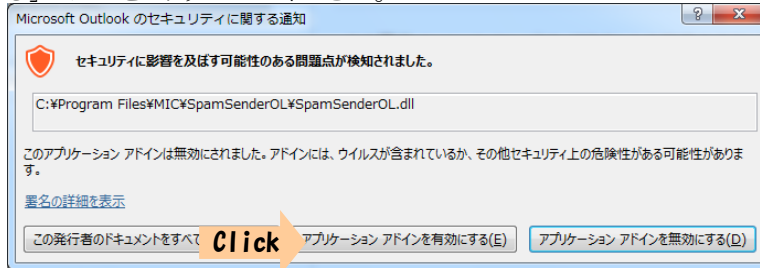 Microsoft Outlook のセキュリティに関する通知
セキュリティに影響を及ぼす可能性のある問題点が検知されました。
C:¥Program Files¥MIC¥SpamSenderOL¥SpamSenderOL.dll
このアプリケーション アドインは無効にされました。アドインには、ウイルスが含まれているか、その他セキュリティ上の危険性がある可能性がありま
す。
署名の詳細を表示
この発行者のドキュメントをすべて Click アプリケーション アドインを有効にする(E) アプリケーション アドインを無効にする(D)